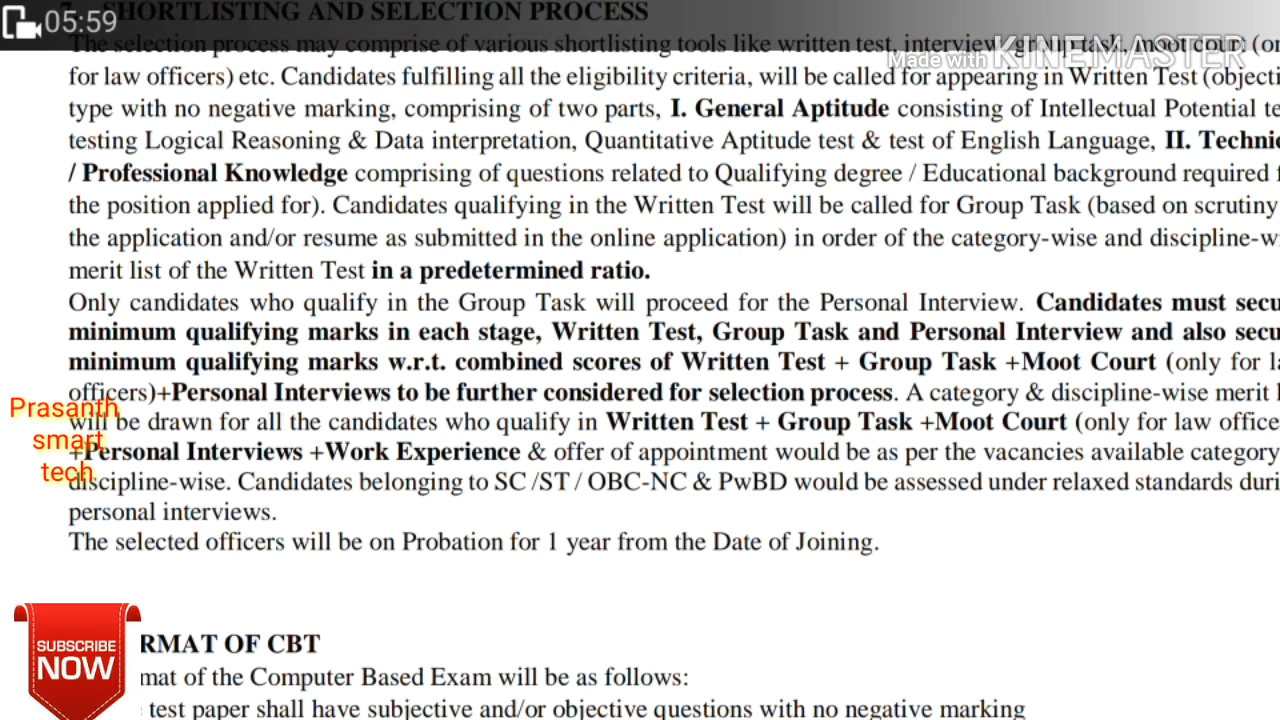 05:59
SHORTLISTING AND SELECTION PROCESS
Made with KINEMASTER
The selection process may comprise of various shortlisting tools like written test, interview, group task, moot court (
for law officers) etc. Candidates fulfilling all the eligibility criteria, will be called for appearing in Written Test (objecti
type with no negative marking, comprising of two parts, I. General Aptitude consisting of Intellectual Potential te
testing Logical Reasoning & Data interpretation, Quantitative Aptitude test & test of English Language, II. Techni
/ Professional Knowledge comprising of questions related to Qualifying degree / Educational background required f
the position applied for). Candidates qualifying in the Written Test will be called for Group Task (based on scrutiny
the application and/or resume as submitted in the online application) in order of the category-wise and discipline-w
merit list of the Written Test in a predetermined ratio.
Only candidates who qualify in the Group Task will proceed for the Personal Interview. Candidates must secu
minimum qualifying marks in each stage, Written Test, Group Task and Personal Interview and also secu
minimum qualifying marks w.r.t. combined scores of Written Test + Group Task +Moot Court (only for la
officers)+Personal Interviews to be further considered for selection process. A category & discipline-wise merit l
will be drawn for all the candidates who qualify in Written Test + Group Task +Moot Court (only for law office
+Personal Interviews +Work Experience & offer of appointment would be as per the vacancies available category
discipline-wise. Candidates belonging to SC /ST / OBC-NC & PwBD would be assessed under relaxed standards duri
personal interviews.
The selected officers will be on Probation for 1 year from the Date of Joining.
Prasanth
smart
tech
SUBSCRIBE
NOW
RMAT OF CBT
mat of the Computer Based Exam will be as follows:
test paper shall have subjective and/or objective questions with no negative marking